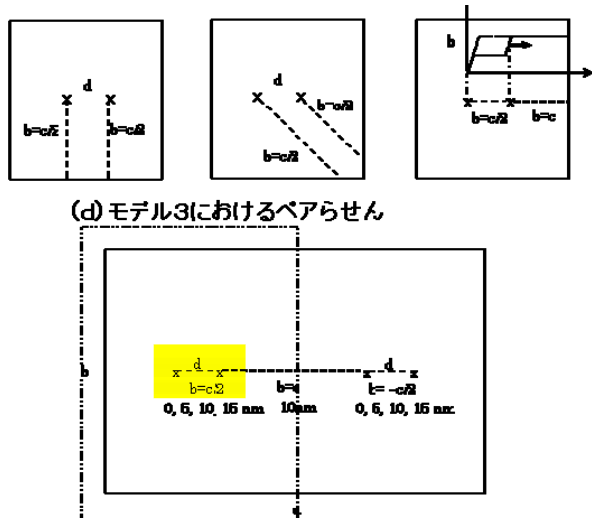 d
x x
b=c/2 b=c/2
d
x x
b=c/2
b=c/2
b
x x
b=c/2 b=c
(d) モデル3におけるペアらせん
b
d d
x x x x
b=c/2 b= b= -c/2
0, 5, 10, 15 nm 10nm 0, 5, 10, 15 nm